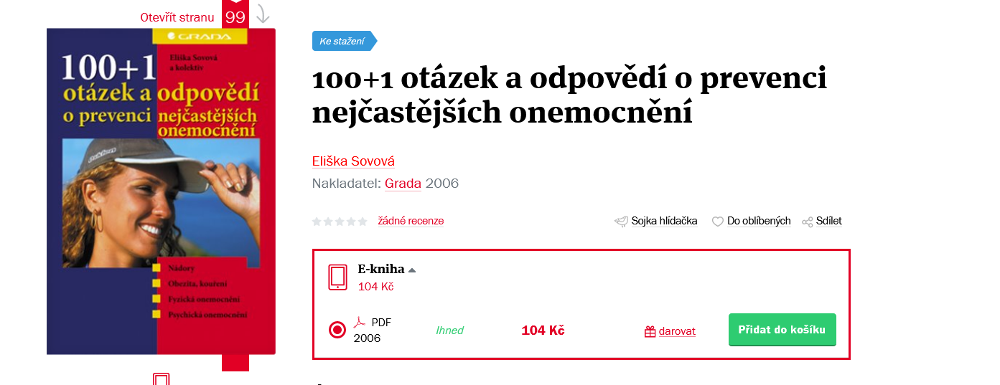 Otevřít stranu 99
GRADA
Eliška Sovová
a kolektiv
100+1
otázek a odpovědí
o prevenci nejčastějších
onemocnění
Nádory
Obezita, kouření
Fyzická onemocnění
Psychická onemocnění
Ke stažení
100+1 otázek a odpovědí o prevenci
nejčastějších onemocnění
Eliška Sovová
Nakladatel: Grada 2006
žádné recenze
Sojka hlídačka
Do oblíbených
Sdílet
E-kniha
104 Kč
PDF
2006
Ihned
104 Kč
darovat
Přidat do košíku